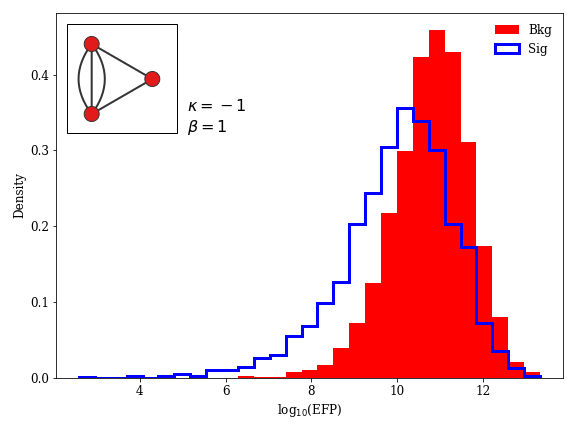 Bkg
Sig
κ = −1
β = 1
0.4
0.3
0.2
0.1
0.0
Density
4 6 8 10 12
log₁₀(EFP)